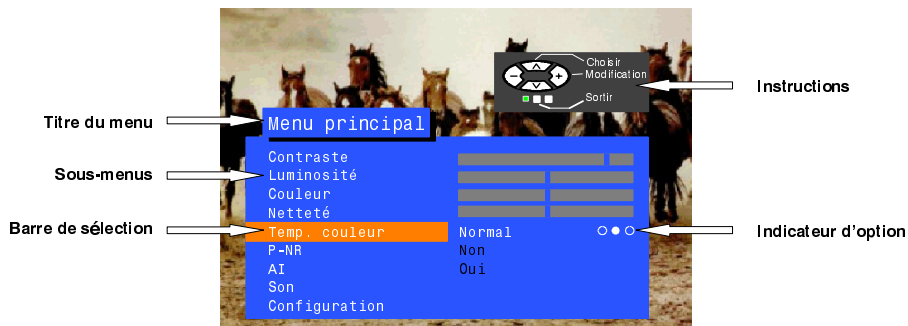 Choisir
Modification
Sortir
Instructions
Titre du menu
Menu principal
Contraste
Sous-menus
Luminosité
Couleur
Netteté
Barre de sélection
Temp. couleur
Normal
Indicateur d'option
P-NR
Non
AI
Oui
Son
Configuration